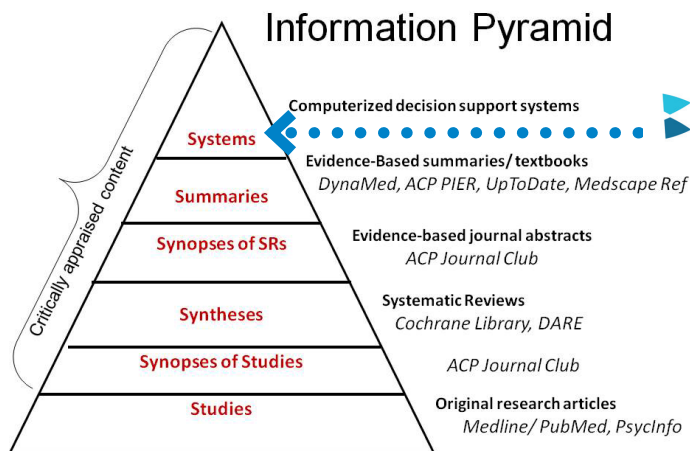 Information Pyramid
Computerized decision support systems
Systems
Evidence-Based summaries/ textbooks
DynaMed, ACP PIER, UpToDate, Medscape Ref
Summaries
Evidence-based journal abstracts
Synopses of SRs
ACP Journal Club
Systematic Reviews
Syntheses
Cochrane Library, DARE
Synopses of Studies
ACP Journal Club
Original research articles
Studies
Medline/ PubMed, PsycInfo
Critically appraised content